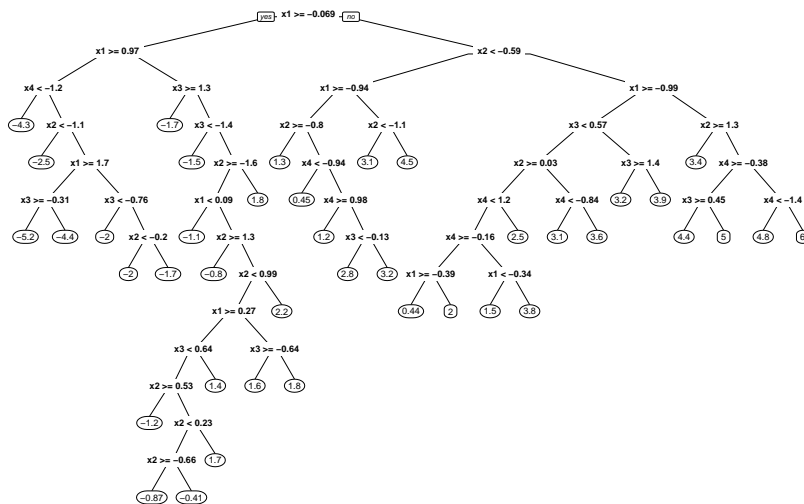 yes x1 >= −0.069 no
x1 >= 0.97 x2 < −0.59
x4 < −1.2 x3 >= 1.3 x1 >= −0.94 x1 >= −0.99
−4.3 x2 < −1.1 −1.7 x3 < −1.4 x2 >= −0.8 x2 < −1.1 x3 < 0.57 x2 >= 1.3
−2.5 x1 >= 1.7 −1.5 x2 >= −1.6 1.3 x4 < −0.94 3.1 4.5 x2 >= 0.03 x3 >= 1.4 3.4 x4 >= −0.38
x3 >= −0.31 x3 < −0.76 x1 < 0.09 1.8 0.45 x4 >= 0.98 x4 < 1.2 x4 < −0.84 3.2 3.9 x3 >= 0.45 x4 < −1.4
−5.2 −4.4 −2 x2 < −0.2 −1.1 x2 >= 1.3 1.2 x3 < −0.13 x4 >= −0.16 2.5 3.1 3.6 4.4 5 4.8 6
−2 −1.7 −0.8 x2 < 0.99 2.8 3.2 x1 >= −0.39 x1 < −0.34
x1 >= 0.27 2.2 0.44 2 1.5 3.8
x3 < 0.64 x3 >= −0.64
x2 >= 0.53 1.4 1.6 1.8
−1.2 x2 < 0.23
x2 >= −0.66 1.7
−0.87 −0.41